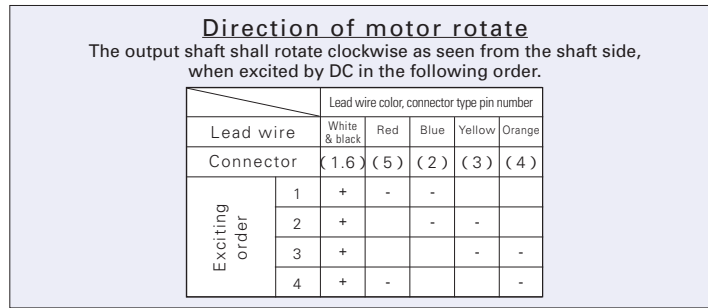 Direction of motor rotate
The output shaft shall rotate clockwise as seen from the shaft side,
when excited by DC in the following order.
Lead wire color, connector type pin number
Lead wire White & black Red Blue Yellow Orange
Connector (1.6) (5) (2) (3) (4)
Exciting order
1 + - -
2 + - -
3 + - -
4 + - -